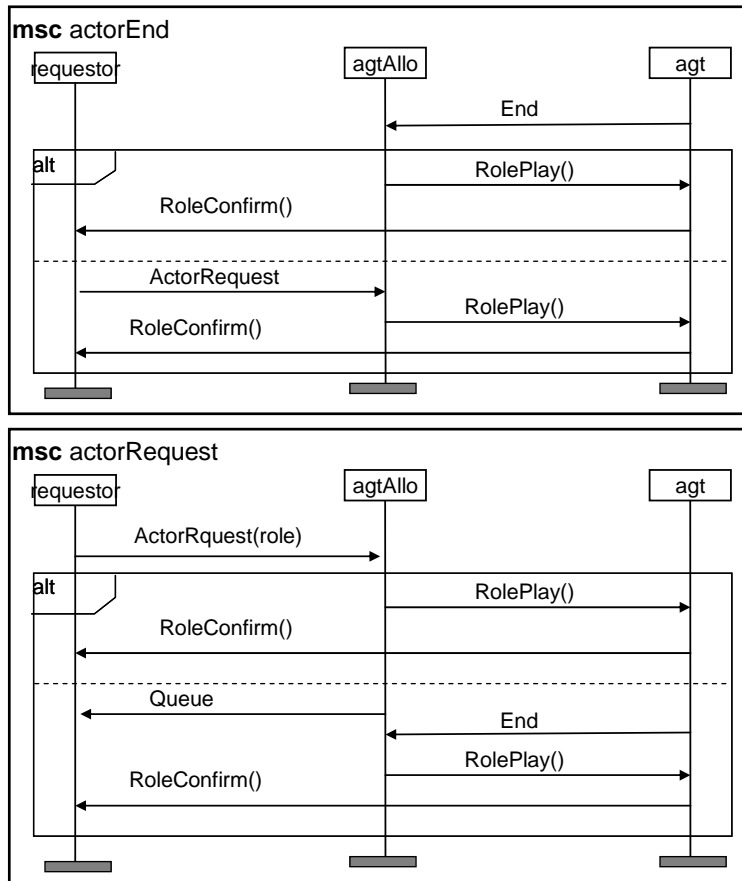 msc actorEnd
requestor
agtAllo
agt
End
alt
RolePlay()
RoleConfirm()
ActorRequest
RolePlay()
RoleConfirm()
msc actorRequest
requestor
agtAllo
agt
ActorRquest(role)
alt
RolePlay()
RoleConfirm()
Queue
End
RolePlay()
RoleConfirm()